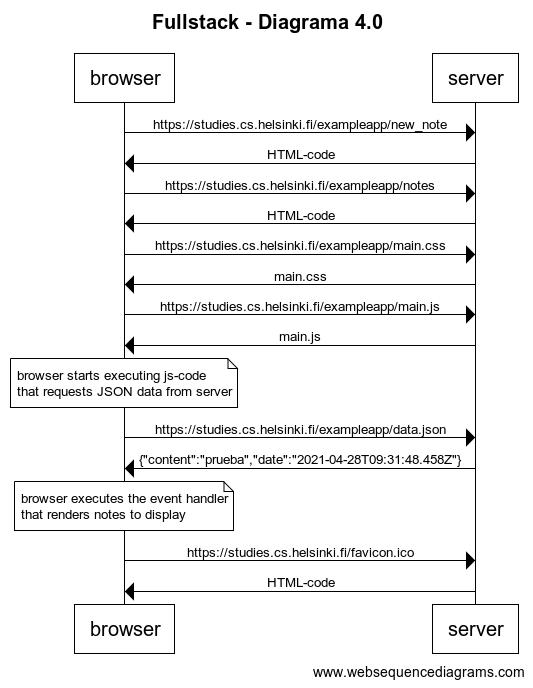 Fullstack - Diagrama 4.0
browser
server
https://studies.cs.helsinki.fi/exampleapp/new_note
HTML-code
https://studies.cs.helsinki.fi/exampleapp/notes
HTML-code
https://studies.cs.helsinki.fi/exampleapp/main.css
main.css
https://studies.cs.helsinki.fi/exampleapp/main.js
main.js
browser starts executing js-code
that requests JSON data from server
https://studies.cs.helsinki.fi/exampleapp/data.json
{"content":"prueba","date":"2021-04-28T09:31:48.458Z"}
browser executes the event handler
that renders notes to display
https://studies.cs.helsinki.fi/favicon.ico
HTML-code
browser
server
www.websequencediagrams.com